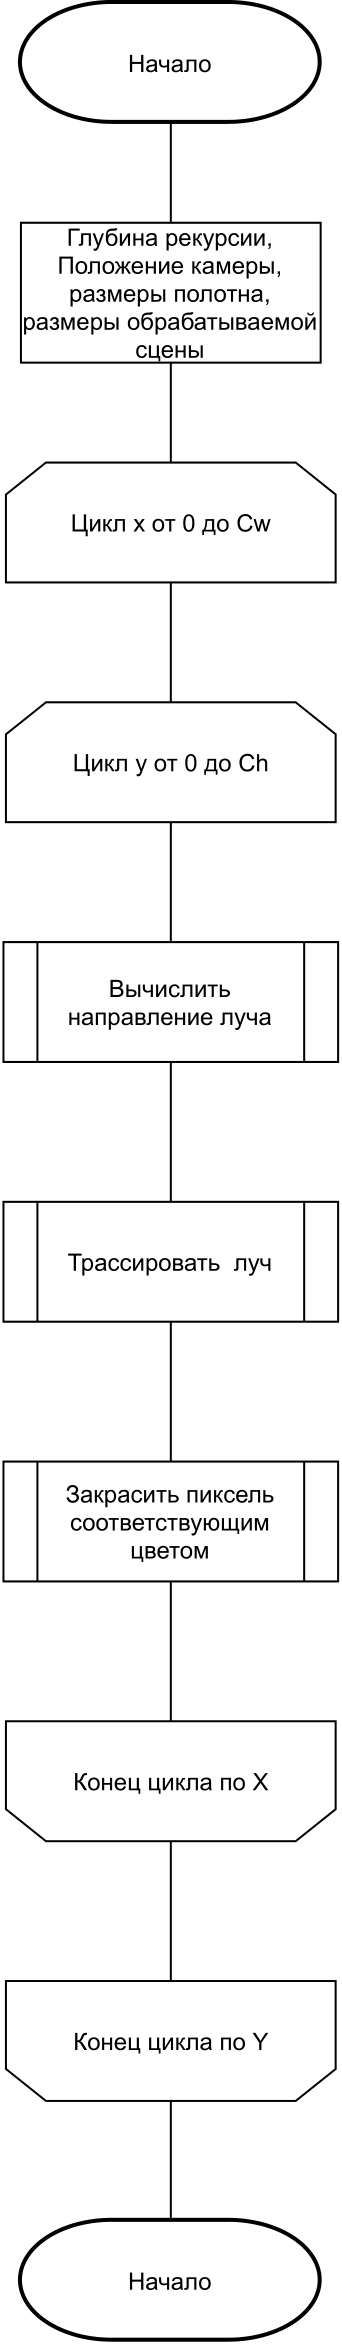 Начало
Глубина рекурсии,
Положение камеры,
размеры полотна,
размеры обрабатываемой
сцены
Цикл x от 0 до Cw
Цикл y от 0 до Ch
Вычислить
направление луча
Трассировать луч
Закрасить пиксель
соответствующим
цветом
Конец цикла по X
Конец цикла по Y
Начало